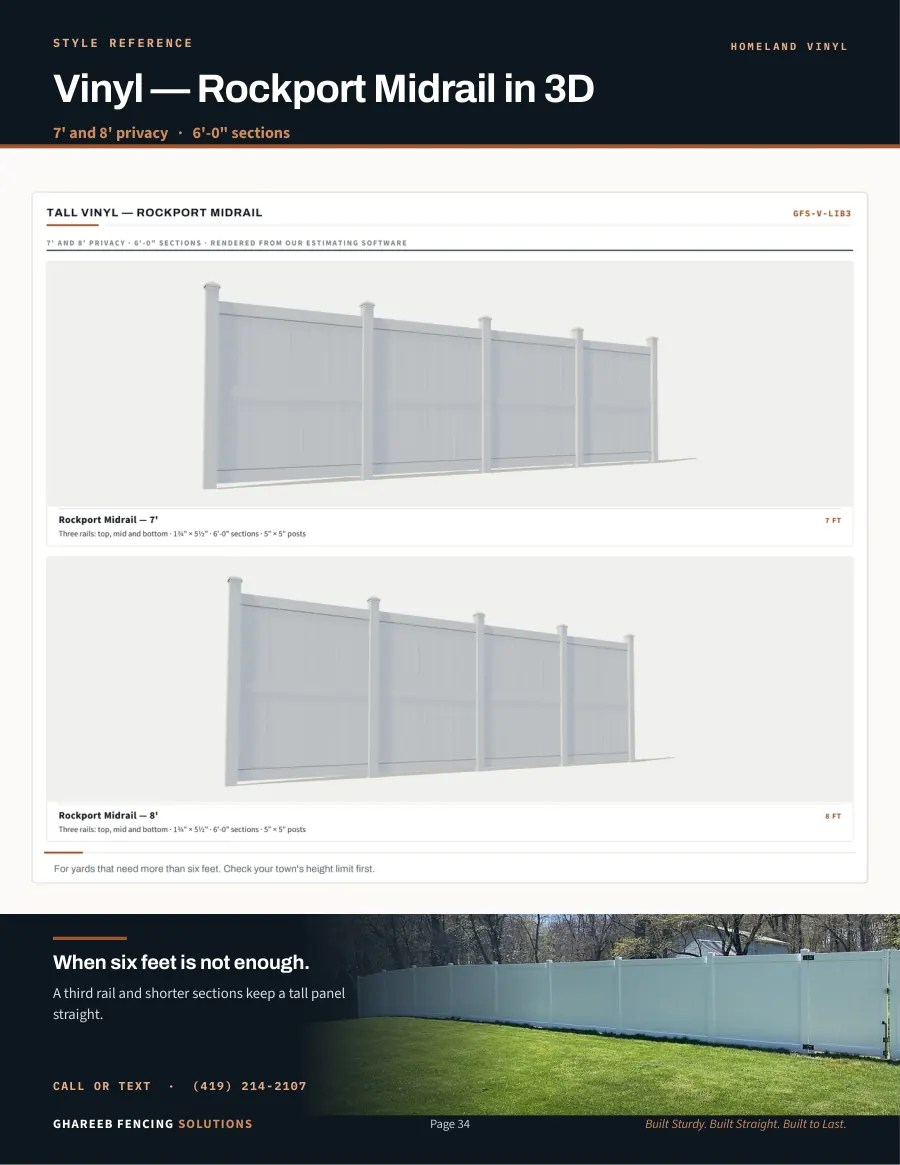 STYLE REFERENCE
HOMELAND VINYL
Vinyl — Rockport Midrail in 3D
7' and 8' privacy · 6'-0" sections
TALL VINYL — ROCKPORT MIDRAIL
GFS-V-LIB3
7' AND 8' PRIVACY · 6'-0" SECTIONS · RENDERED FROM OUR ESTIMATING SOFTWARE
Rockport Midrail — 7'
7 FT
Three rails: top, mid and bottom · 1¾" × 5½" · 6'-0" sections · 5" × 5" posts
Rockport Midrail — 8'
8 FT
Three rails: top, mid and bottom · 1¾" × 5½" · 6'-0" sections · 5" × 5" posts
For yards that need more than six feet. Check your town's height limit first.
When six feet is not enough.
A third rail and shorter sections keep a tall panel
straight.
CALL OR TEXT · (419) 214-2107
GHAREEB FENCING SOLUTIONS
Page 34
Built Sturdy. Built Straight. Built to Last.